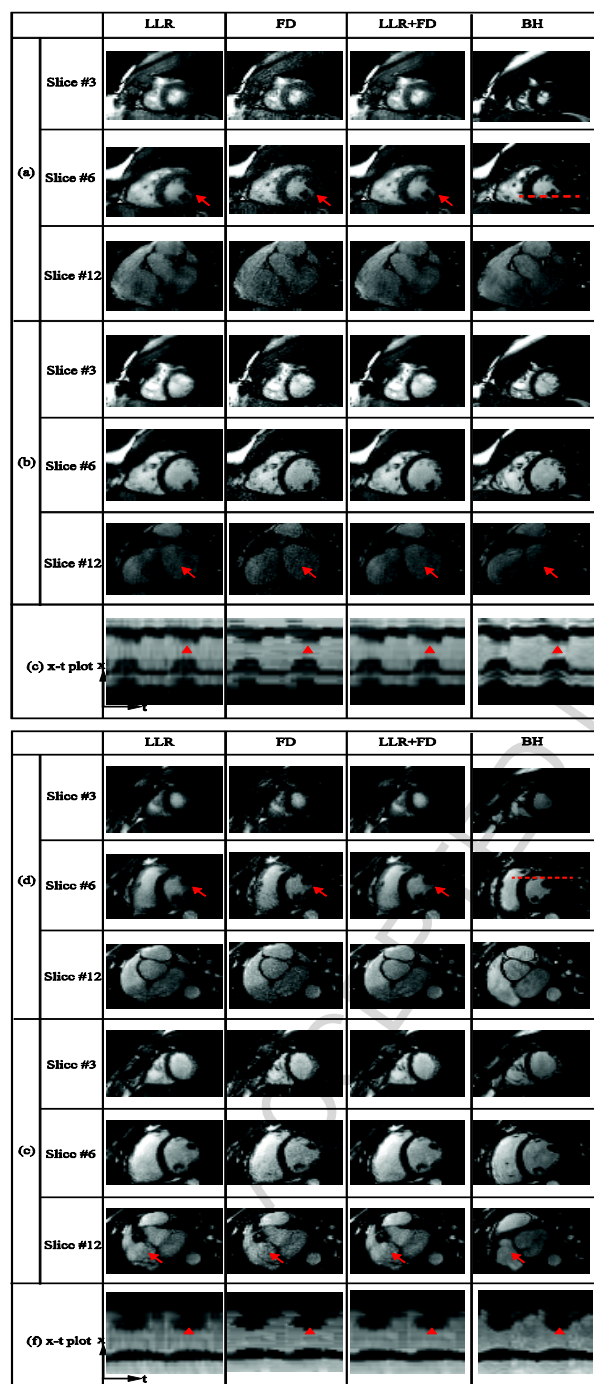 LLR FD LLR+FD BH
Slice #3
(a) Slice #6
Slice #12
Slice #3
(b) Slice #6
Slice #12
(c) x-t plot x
t
LLR FD LLR+FD BH
Slice #3
(d) Slice #6
Slice #12
Slice #3
(e) Slice #6
Slice #12
(f) x-t plot x
t